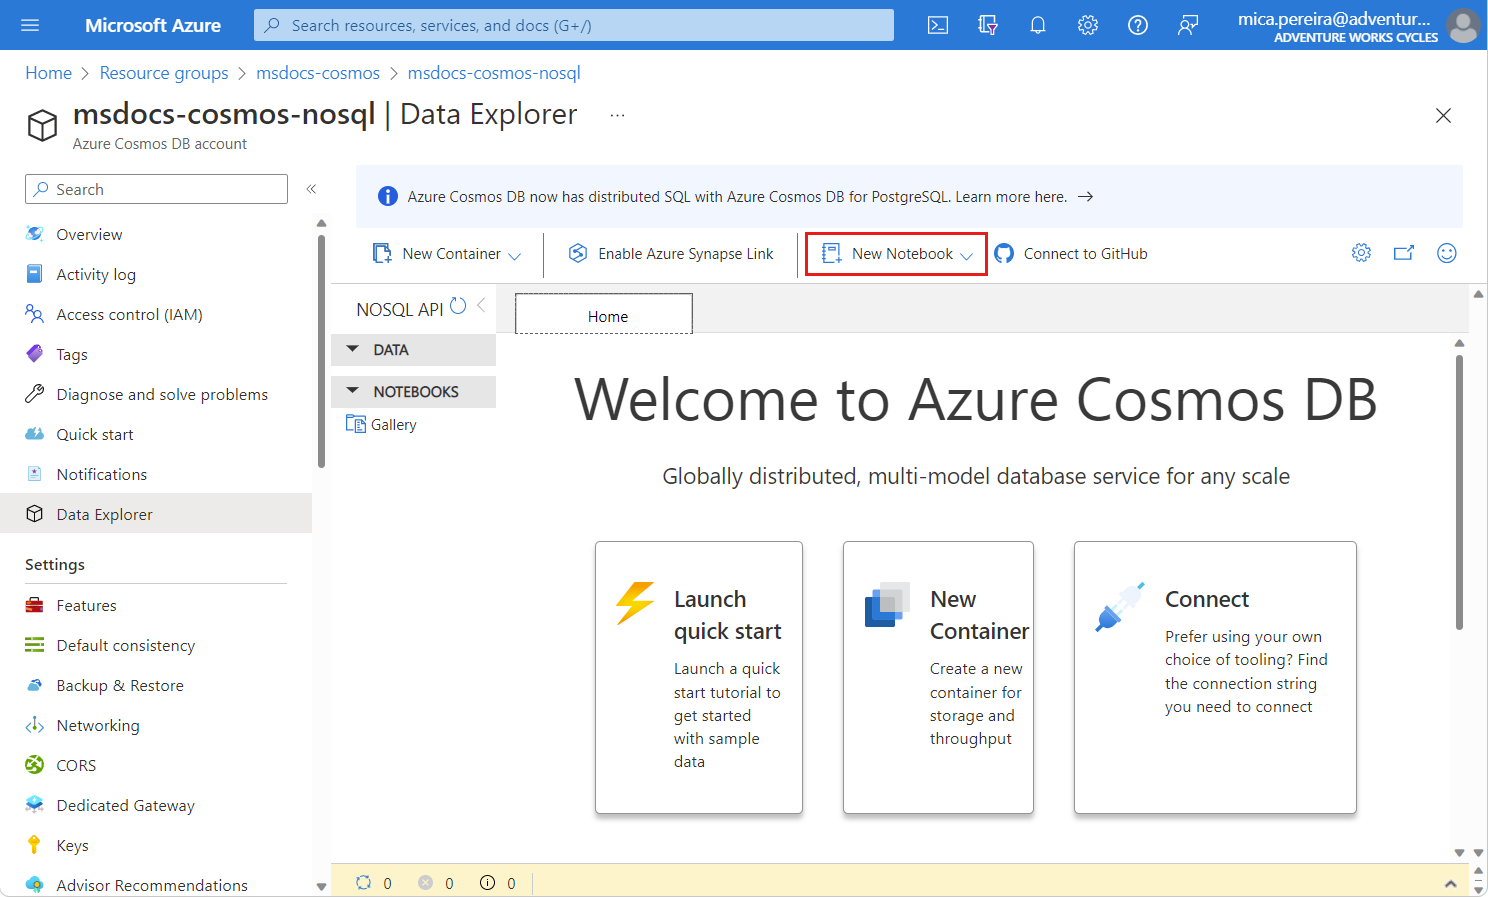 Microsoft Azure
Search resources, services, and docs (G+/)
mica.pereira@adventur...
ADVENTURE WORKS CYCLES
Home > Resource groups > msdocs-cosmos > msdocs-cosmos-nosql
msdocs-cosmos-nosql | Data Explorer ...
Azure Cosmos DB account
Search
«
Overview
Activity log
Access control (IAM)
Tags
Diagnose and solve problems
Quick start
Notifications
Data Explorer
Settings
Features
Default consistency
Backup & Restore
Networking
CORS
Dedicated Gateway
Keys
Advisor Recommendations
Azure Cosmos DB now has distributed SQL with Azure Cosmos DB for PostgreSQL. Learn more here. →
New Container
Enable Azure Synapse Link
New Notebook
Connect to GitHub
NOSQL API
DATA
NOTEBOOKS
Gallery
Home
Welcome to Azure Cosmos DB
Globally distributed, multi-model database service for any scale
Launch
quick start
Launch a quick
start tutorial to
get started
with sample
data
New
Container
Create a new
container for
storage and
throughput
Connect
Prefer using your own
choice of tooling? Find
the connection string
you need to connect
0 0 0